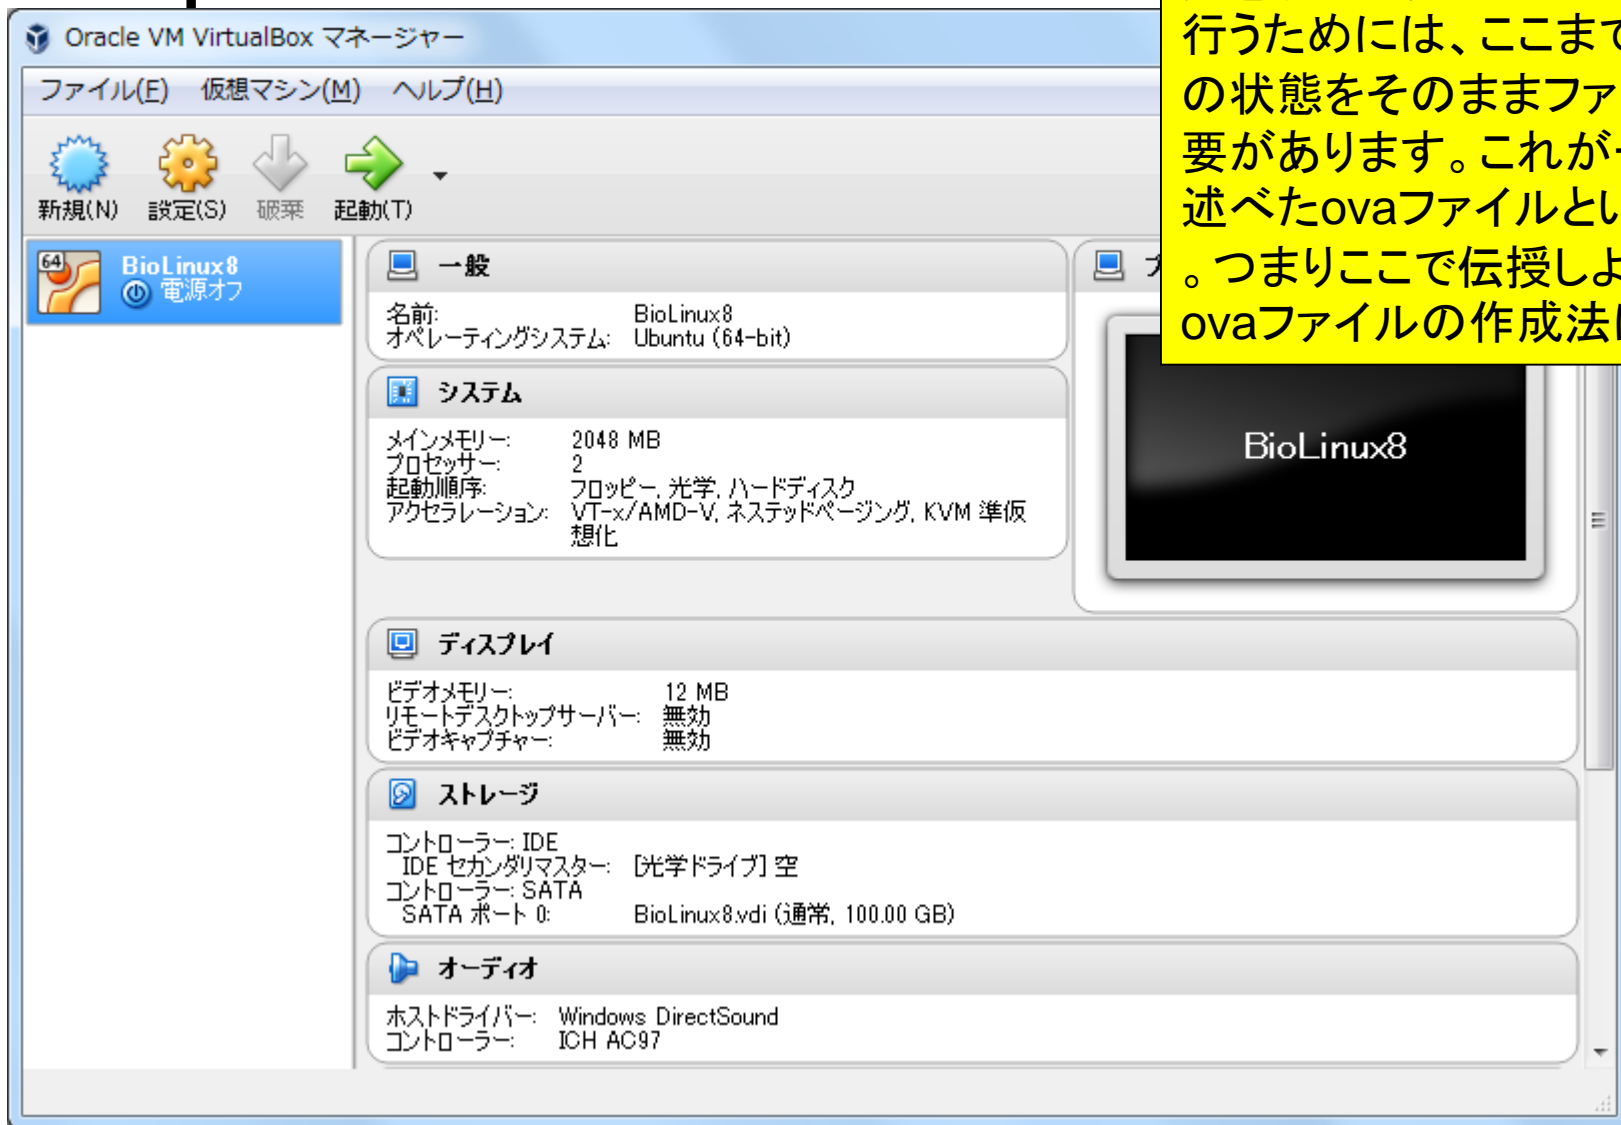 行うためには、ここまで
の状態をそのままファ
要があります。これが
述べたovaファイルとい
。つまりここで伝授しよ
ovaファイルの作成法
Oracle VM VirtualBox マネージャー
ファイル(F) 仮想マシン(M) ヘルプ(H)
新規(N) 設定(S) 破棄 起動(T)
64
BioLinux8
電源オフ
一般
名前: BioLinux8
オペレーティングシステム: Ubuntu (64-bit)
システム
メインメモリー: 2048 MB
プロセッサー: 2
起動順序: フロッピー, 光学, ハードディスク
アクセラレーション: VT-x/AMD-V, ネステッドページング, KVM 準仮
想化
BioLinux8
ディスプレイ
ビデオメモリー: 12 MB
リモートデスクトップサーバー: 無効
ビデオキャプチャー: 無効
ストレージ
コントローラー: IDE
IDE セカンダリマスター: [光学ドライブ] 空
コントローラー: SATA
SATA ポート 0: BioLinux8.vdi (通常, 100.00 GB)
オーディオ
ホストドライバー: Windows DirectSound
コントローラー: ICH AC97